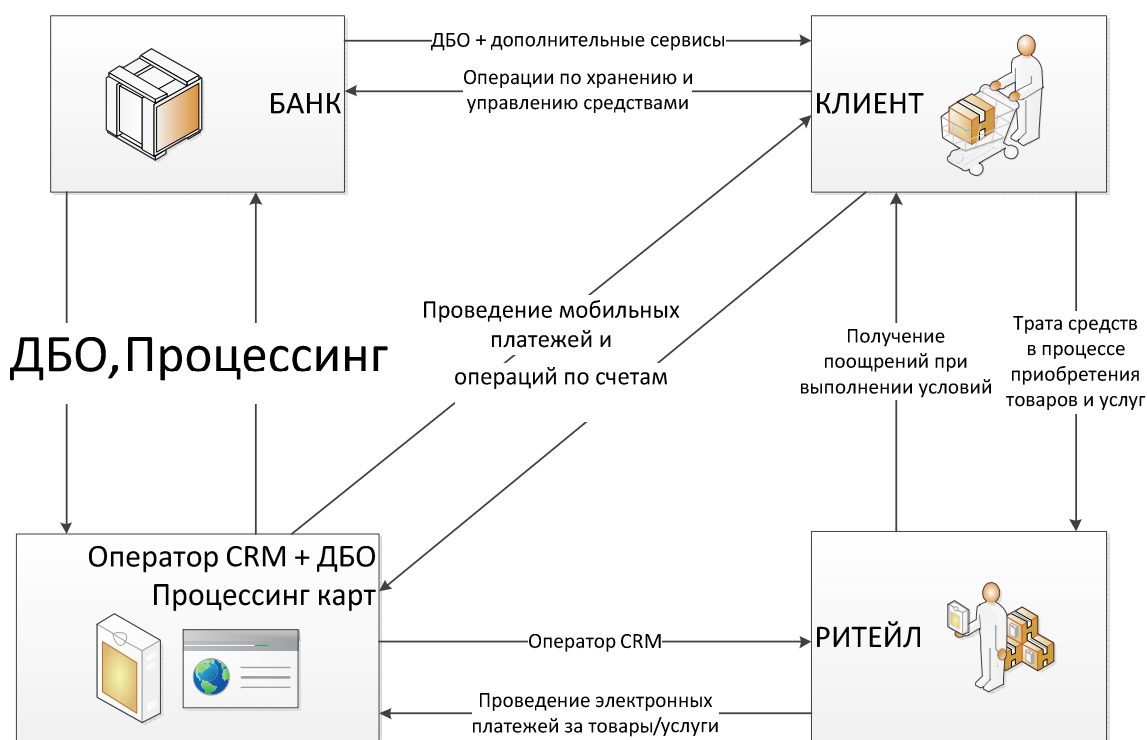 ДБО + дополнительные сервисы
Операции по хранению и
управлению средствами
БАНК
КЛИЕНТ
Проведение мобильных
платежей и
операций по счетам
ДБО, Процессинг
Получение
поощрений при
выполнении условий
Трата средств
в процессе
приобретения
товаров и услуг
Оператор CRM + ДБО
Процессинг карт
Оператор CRM
РИТЕЙЛ
Проведение электронных
платежей за товары/услуги